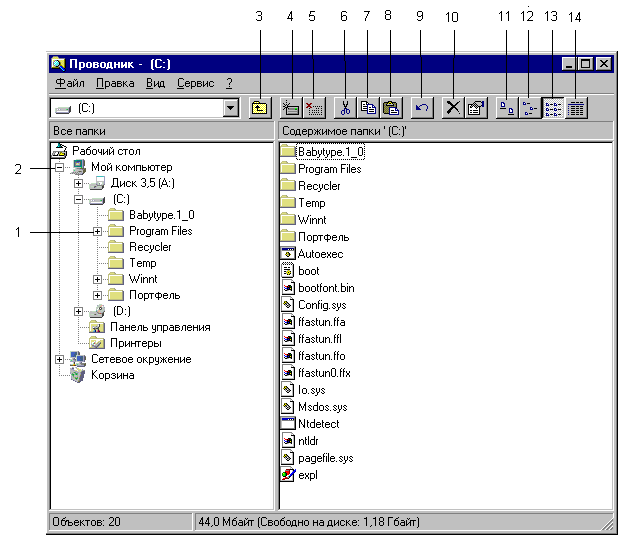 3 4 5 6 7 8 9 10 11 12 13 14
Проводник - (C:)
Файл Правка Вид Сервис ?
(C:)
Все папки
Содержимое папки '(C:)'
Рабочий стол
2
Мой компьютер
Диск 3,5 (A:)
(C:)
Babytype.1_0
1
Program Files
Recycler
Temp
Winnt
Портфель
(D:)
Панель управления
Принтеры
Сетевое окружение
Корзина
Babytype.1_0
Program Files
Recycler
Temp
Winnt
Портфель
Autoexec
boot
bootfont.bin
Config.sys
ffastun.ffa
ffastun.ffl
ffastun.ffo
ffastun0.ffx
Io.sys
Msdos.sys
Ntdetect
ntldr
pagefile.sys
expl
Объектов: 20
44,0 Мбайт (Свободно на диске: 1,18 Гбайт)